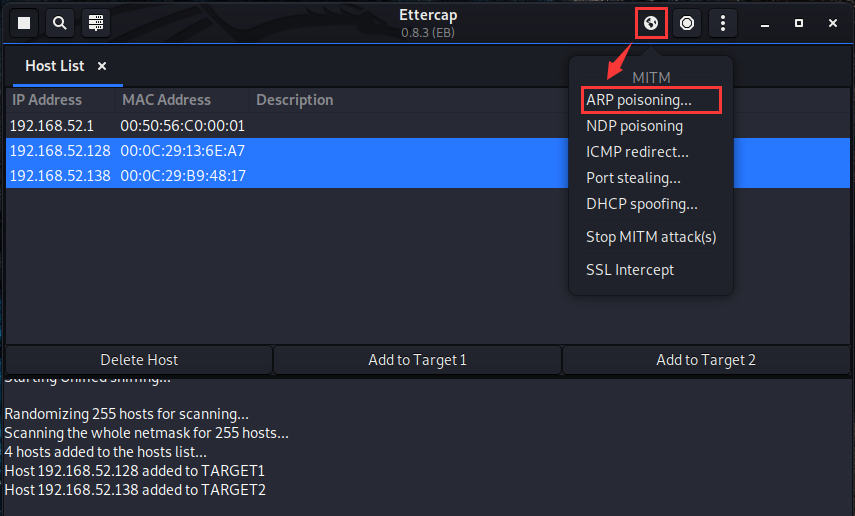 Ettercap
0.8.3 (EB)
Host List ×
MITM
IP Address MAC Address Description
ARP poisoning...
192.168.52.1 00:50:56:C0:00:01
NDP poisoning
192.168.52.128 00:0C:29:13:6E:A7
ICMP redirect...
192.168.52.138 00:0C:29:B9:48:17
Port stealing...
DHCP spoofing...
Stop MITM attack(s)
SSL Intercept
Delete Host Add to Target 1 Add to Target 2
Starting Unified sniffing...
Randomizing 255 hosts for scanning...
Scanning the whole netmask for 255 hosts...
4 hosts added to the hosts list...
Host 192.168.52.128 added to TARGET1
Host 192.168.52.138 added to TARGET2